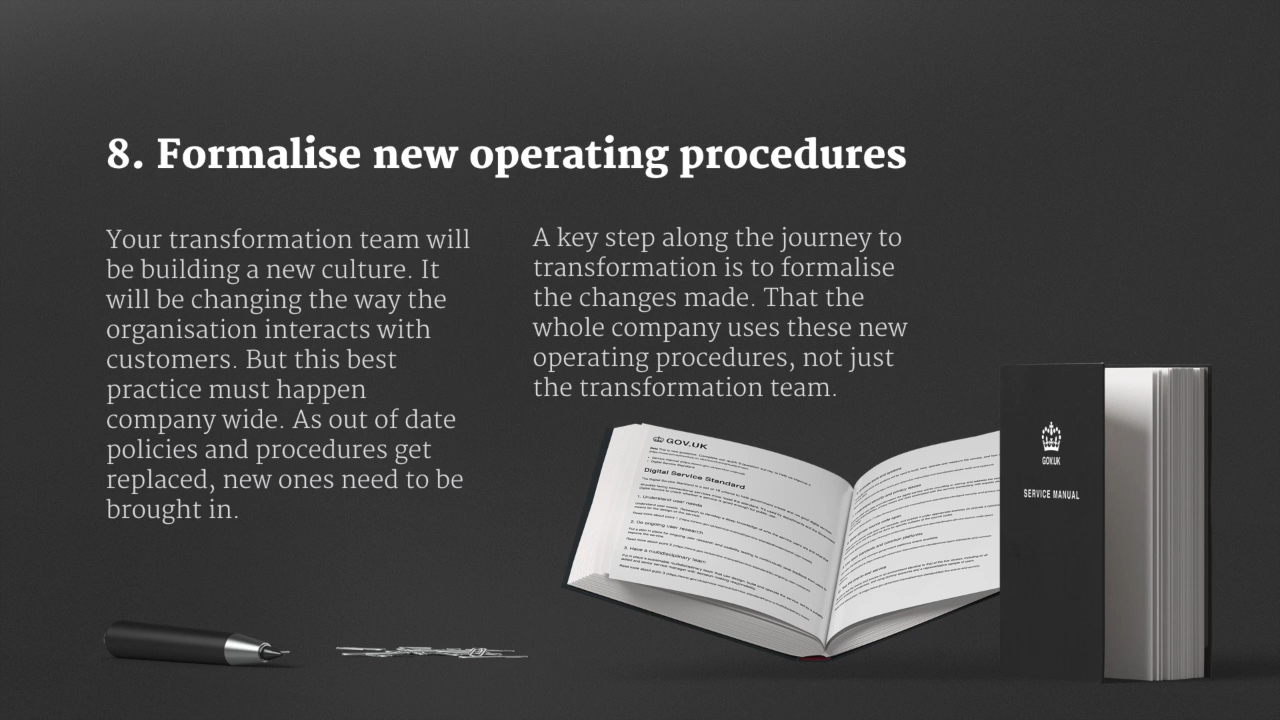 8. Formalise new operating procedures
Your transformation team will
be building a new culture. It
will be changing the way the
organisation interacts with
customers. But this best
practice must happen
company wide. As out of date
policies and procedures get
replaced, new ones need to be
brought in.
A key step along the journey to
transformation is to formalise
the changes made. That the
whole company uses these new
operating procedures, not just
the transformation team.
GOV.UK
Digital Service Standard
1. Understand user needs
2. Do ongoing user research
3. Have a multidisciplinary team
GOV.UK
SERVICE MANUAL